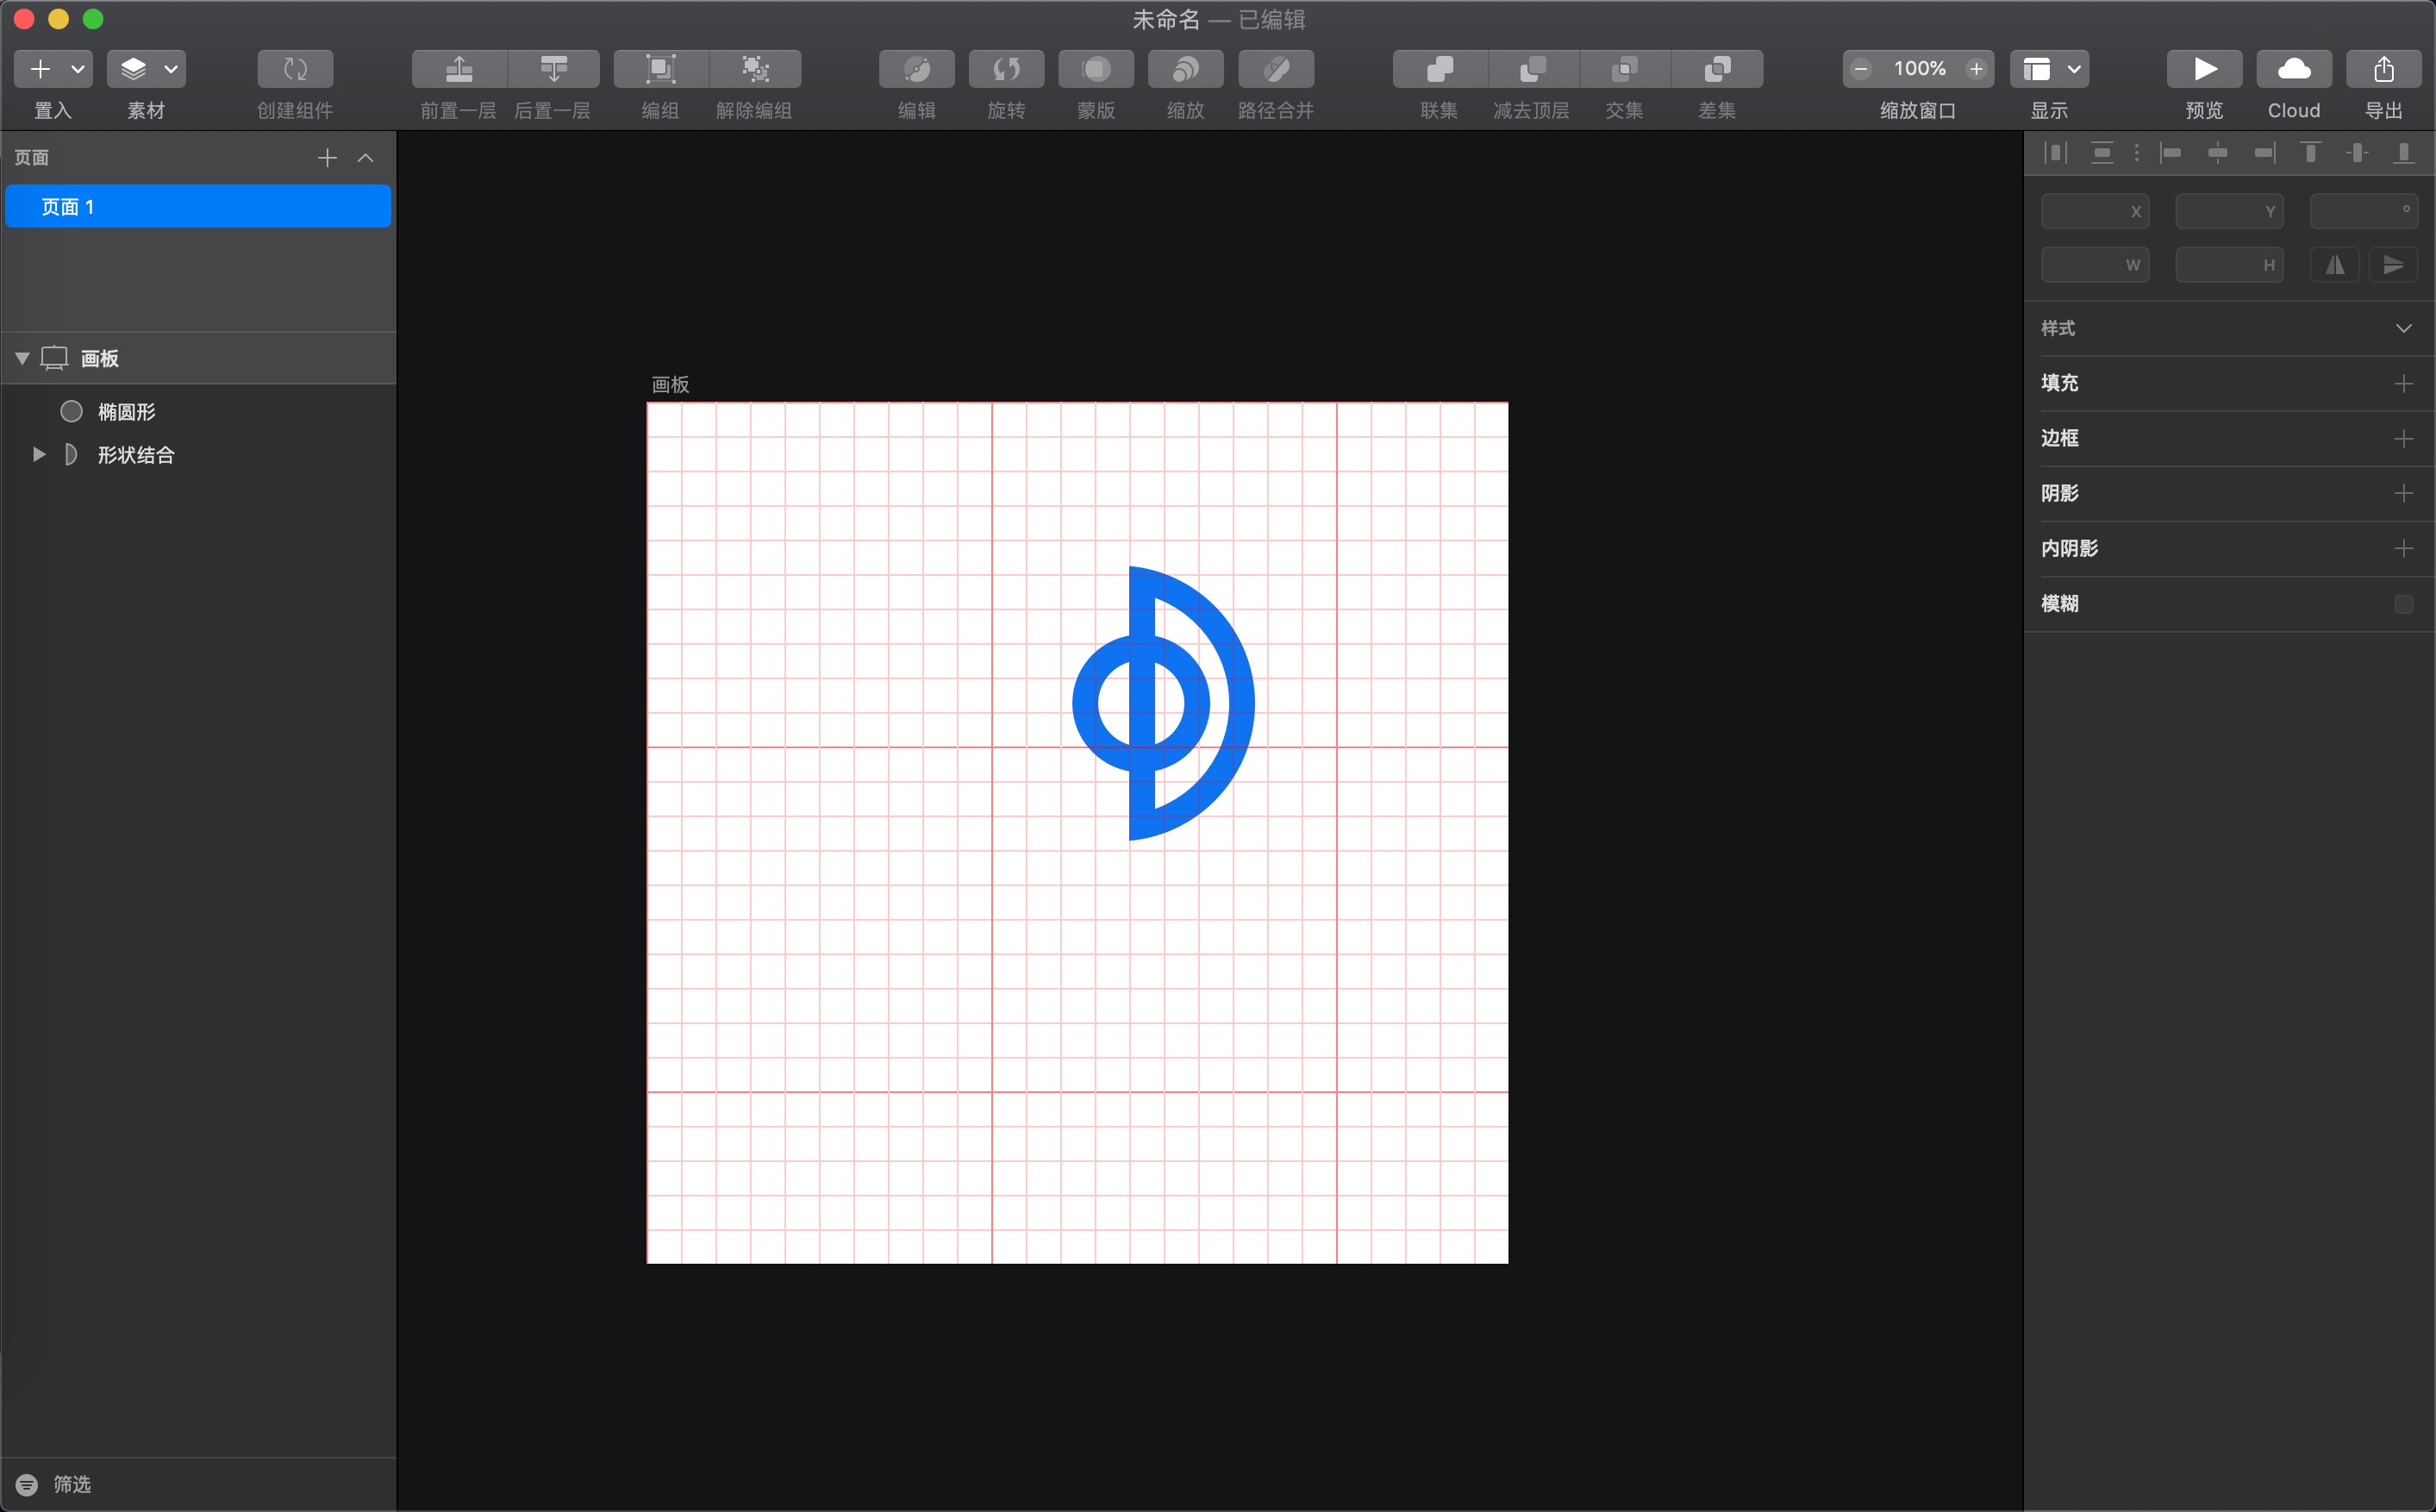 未命名 — 已编辑
100%
置入 素材 创建组件 前置一层 后置一层 编组 解除编组 编辑 旋转 蒙版 缩放 路径合并 联集 减去顶层 交集 差集 缩放窗口 显示 预览 Cloud 导出
页面
页面 1
画板
椭圆形
形状结合
筛选
画板
X Y °
W H
样式
填充
边框
阴影
内阴影
模糊